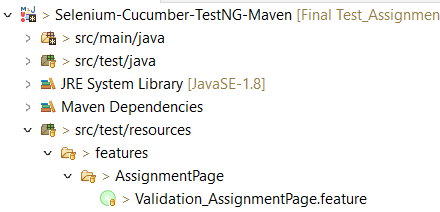 > Selenium-Cucumber-TestNG-Maven [Final Test_Assignmen
> src/main/java
> src/test/java
> JRE System Library [JavaSE-1.8]
> Maven Dependencies
> src/test/resources
> features
> AssignmentPage
> Validation_AssignmentPage.feature